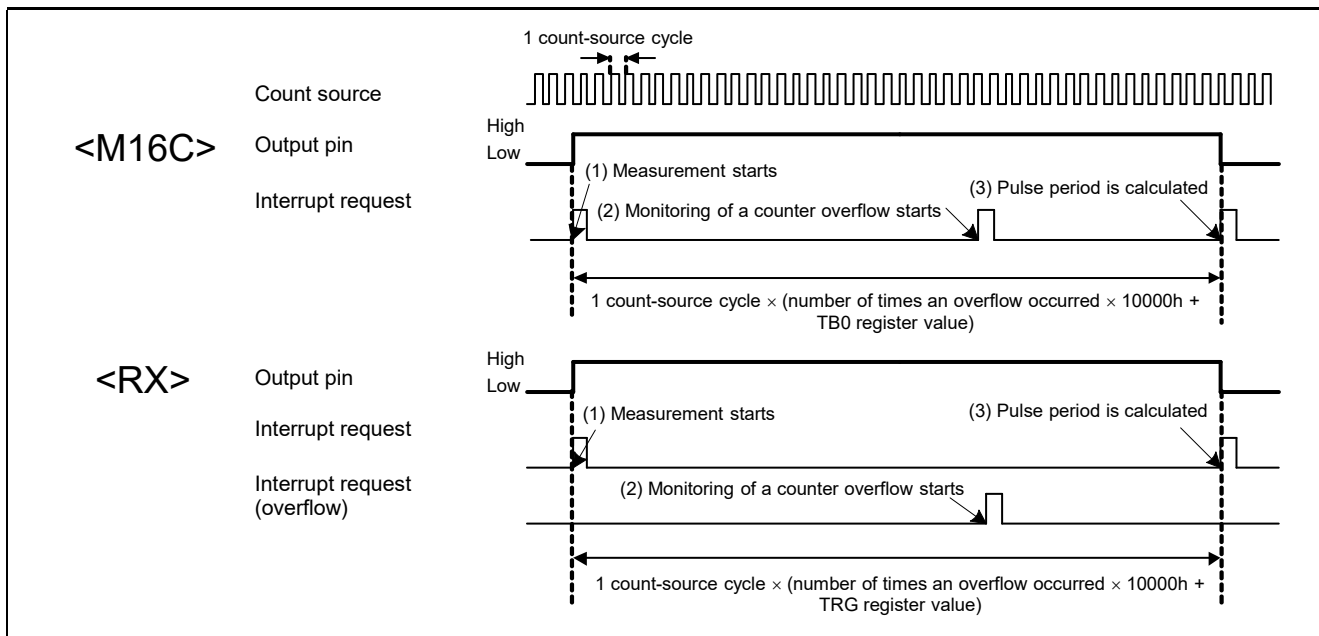 1 count-source cycle
Count source
<M16C>
Output pin
High
Low
Interrupt request
(1) Measurement starts
(2) Monitoring of a counter overflow starts
(3) Pulse period is calculated
1 count-source cycle × (number of times an overflow occurred × 10000h +
TB0 register value)
<RX>
Output pin
High
Low
Interrupt request
(1) Measurement starts
(3) Pulse period is calculated
Interrupt request
(overflow)
(2) Monitoring of a counter overflow starts
1 count-source cycle × (number of times an overflow occurred × 10000h +
TRG register value)